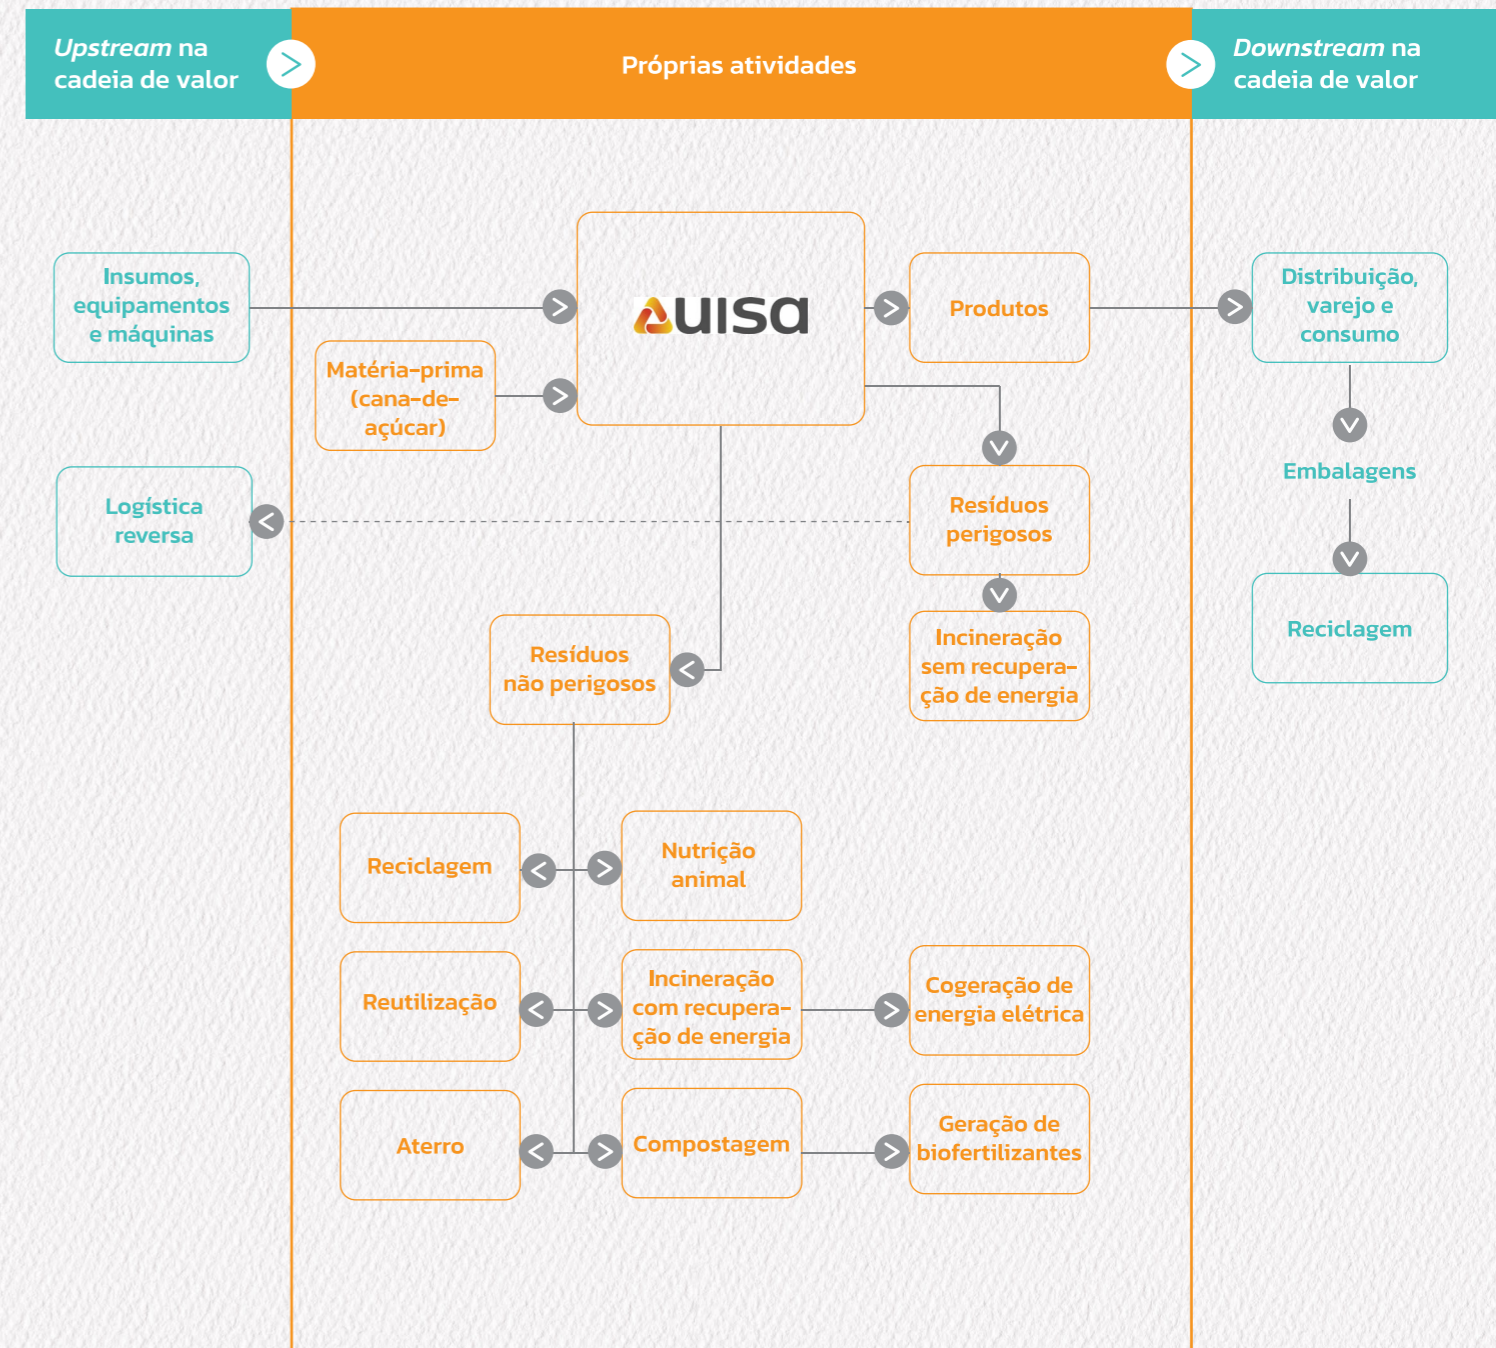 Upstream na
cadeia de valor
Próprias atividades
Downstream na
cadeia de valor
Insumos,
equipamentos
e máquinas
Matéria-prima
(cana-de-
açúcar)
uisa
Produtos
Distribuição,
varejo e
consumo
Embalagens
Reciclagem
Logística
reversa
Resíduos
perigosos
Incineração
sem recupera-
ção de energia
Resíduos
não perigosos
Reciclagem
Nutrição
animal
Reutilização
Incineração
com recupera-
ção de energia
Cogeração de
energia elétrica
Aterro
Compostagem
Geração de
biofertilizantes